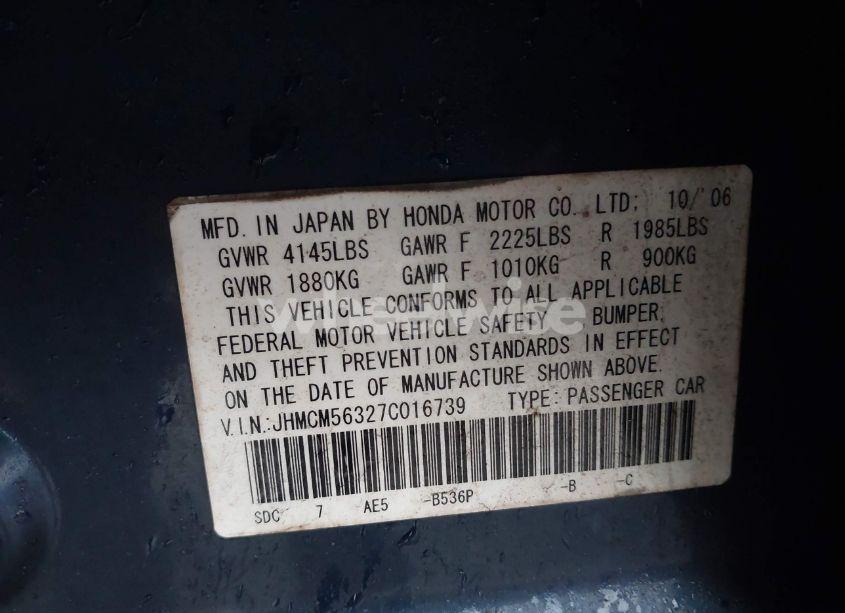 MFD. IN JAPAN BY HONDA MOTOR CO. LTD: 10/'06
GVWR 4145LBS GAWR F 2225LBS R 1985LBS
GVWR 1880KG GAWR F 1010KG R 900KG
THIS VEHICLE CONFORMS TO ALL APPLICABLE
FEDERAL MOTOR VEHICLE SAFETY BUMPER,
AND THEFT PREVENTION STANDARDS IN EFFECT
ON THE DATE OF MANUFACTURE SHOWN ABOVE.
V.I.N.:JHMCM56327C016739 TYPE:PASSENGER CAR
SDC 7 AE5 -B536P -B -C
wheelwise